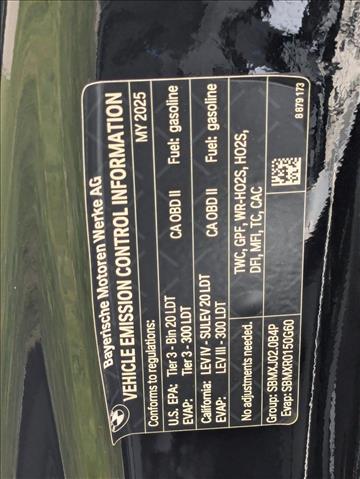 Bayerische Motoren Werke AG
VEHICLE EMISSION CONTROL INFORMATION
MY 2025
Conforms to regulations:
U.S. EPA: Tier 3 - Bin 20 LDT CA OBD II Fuel: gasoline
EVAP: Tier 3 - 300 LDT
California: LEV IV - SULEV 20 LDT CA OBD II Fuel: gasoline
EVAP: LEV III - 300 LDT
No adjustments needed.
TWC, GPF, WR-HO2S, HO2S,
DFI, MFI, TC, CAC
Group: SBMXJ02.0B4P
Evap: SBMXR0150G60
8 879 173